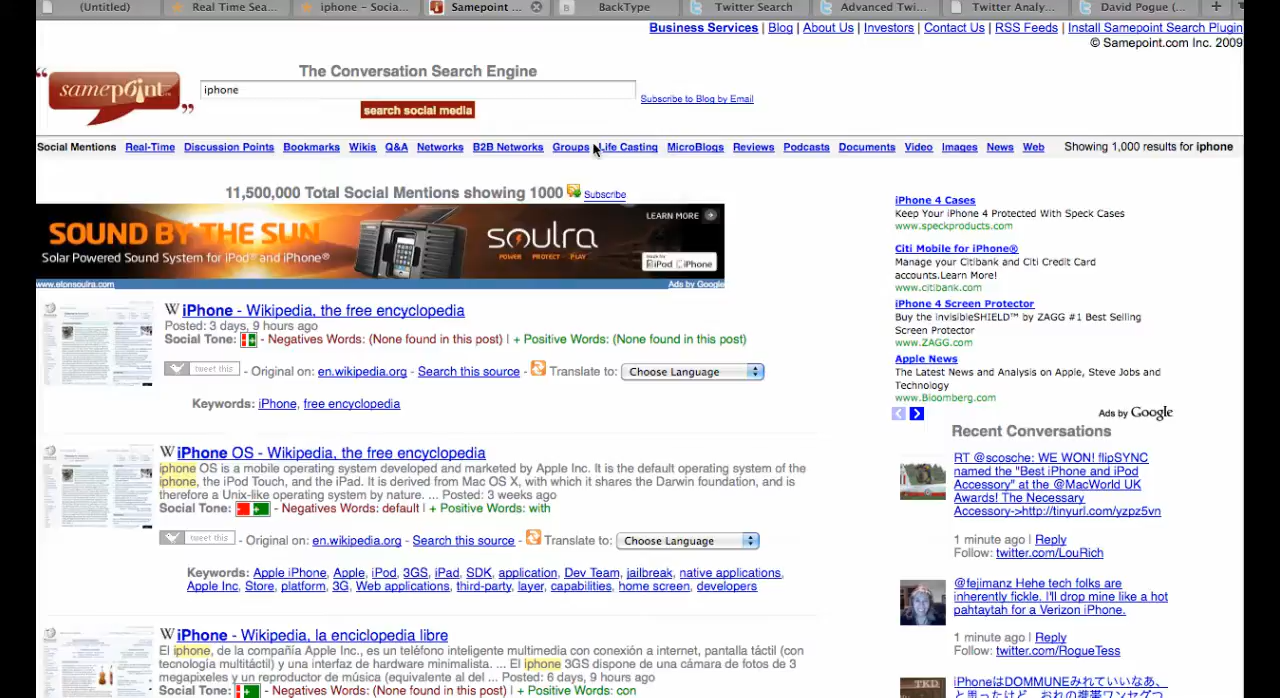 (Untitled) Real Time Sea... iphone - Socia... Samepoint ... BackType Twitter Search Advanced Twi... Twitter Analy... David Pogue (... +
Business Services | Blog | About Us | Investors | Contact Us | RSS Feeds | Install Samepoint Search Plugin
© Samepoint.com Inc. 2009
The Conversation Search Engine
samepoint
iphone
Subscribe to Blog by Email
search social media
Social Mentions Real-Time Discussion Points Bookmarks Wikis Q&A Networks B2B Networks Groups Life Casting MicroBlogs Reviews Podcasts Documents Video Images News Web Showing 1,000 results for iphone
11,500,000 Total Social Mentions showing 1000 Subscribe
SOUND BY THE SUN
Solar Powered Sound System for iPod® and iPhone®
soulra
POWER · PROTECT · PLAY
LEARN MORE
Made for
iPod iPhone
www.etonsoulra.com Ads by Google
W iPhone - Wikipedia, the free encyclopedia
Posted: 3 days, 9 hours ago
Social Tone: - Negatives Words: (None found in this post) | + Positive Words: (None found in this post)
tweet this - Original on: en.wikipedia.org - Search this source - Translate to: Choose Language
Keywords: iPhone, free encyclopedia
W iPhone OS - Wikipedia, the free encyclopedia
iphone OS is a mobile operating system developed and marketed by Apple Inc. It is the default operating system of the
iphone, the iPod Touch, and the iPad. It is derived from Mac OS X, with which it shares the Darwin foundation, and is
therefore a Unix-like operating system by nature. ... Posted: 3 weeks ago
Social Tone: - Negatives Words: default | + Positive Words: with
tweet this - Original on: en.wikipedia.org - Search this source - Translate to: Choose Language
Keywords: Apple iPhone, Apple, iPod, 3GS, iPad, SDK, application, Dev Team, jailbreak, native applications,
Apple Inc, Store, platform, 3G, Web applications, third-party, layer, capabilities, home screen, developers
W iPhone - Wikipedia, la enciclopedia libre
El iphone, de la compañía Apple Inc., es un teléfono inteligente multimedia con conexión a internet, pantalla táctil (con
tecnología multitáctil) y una interfaz de hardware minimalista. ... El iphone 3GS dispone de una cámara de fotos de 3
megapixeles y un reproductor de música (equivalente al del ... Posted: 6 days, 9 hours ago
Social Tone: - Negatives Words: (None found in this post) | + Positive Words: con
iPhone 4 Cases
Keep Your iPhone 4 Protected With Speck Cases
www.speckproducts.com
Citi Mobile for iPhone®
Manage your Citibank and Citi Credit Card
accounts.Learn More!
www.citibank.com
iPhone 4 Screen Protector
Buy the invisibleSHIELD™ by ZAGG #1 Best Selling
Screen Protector
www.ZAGG.com
Apple News
The Latest News and Analysis on Apple, Steve Jobs and
Technology
www.Bloomberg.com
Ads by Google
Recent Conversations
RT @scosche: WE WON! flipSYNC
named the "Best iPhone and iPod
Accessory" at the @MacWorld UK
Awards! The Necessary
Accessory->http://tinyurl.com/yzpz5vn
1 minute ago | Reply
Follow: twitter.com/LouRich
@fejimanz Hehe tech folks are
inherently fickle. I'll drop mine like a hot
pahtaytah for a Verizon iPhone.
1 minute ago | Reply
Follow: twitter.com/RogueTess
TKD
iPhoneはDOMMUNEみれていいなあ、
と思ったけど、おれの携帯ワンセグコ